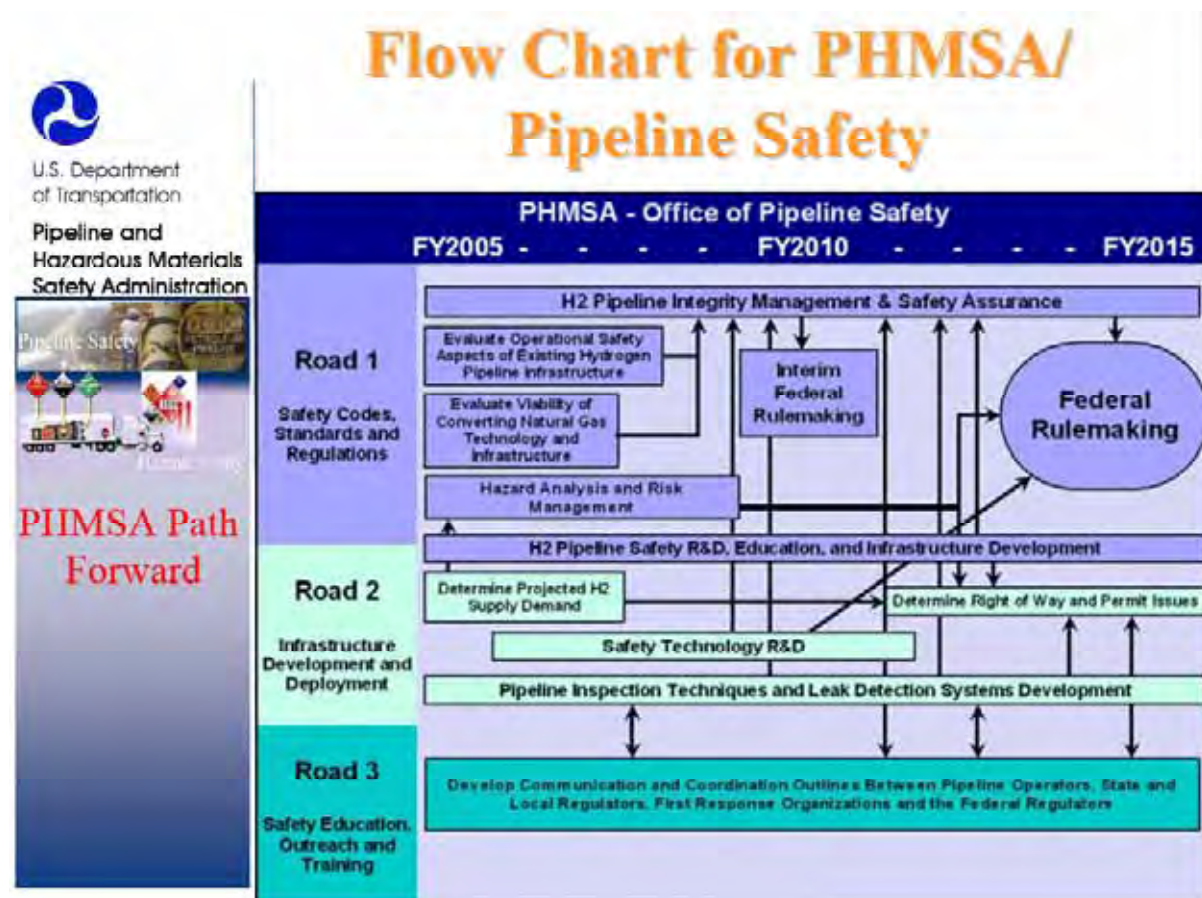 Flow Chart for PHMSA/
Pipeline Safety
U.S. Department
of Transportation
Pipeline and
Hazardous Materials
Safety Administration
Pipeline Safety
PHMSA Path
Forward
PHMSA - Office of Pipeline Safety
FY2005 - - - - FY2010 - - - - FY2015
Road 1
Safety Codes,
Standards and
Regulations
H2 Pipeline Integrity Management & Safety Assurance
Evaluate Operational Safety
Aspects of Existing Hydrogen
Pipeline Infrastructure
Evaluate Viability of
Converting Natural Gas
Technology and
Infrastructure
Interim
Federal
Rulemaking
Federal
Rulemaking
Hazard Analysis and Risk
Management
H2 Pipeline Safety R&D, Education, and Infrastructure Development
Road 2
Infrastructure
Development and
Deployment
Determine Projected H2
Supply Demand
Determine Right of Way and Permit Issues
Safety Technology R&D
Pipeline Inspection Techniques and Leak Detection Systems Development
Road 3
Safety Education,
Outreach and
Training
Develop Communication and Coordination Outlines Between Pipeline Operators, State and
Local Regulators, First Response Organizations and the Federal Regulators